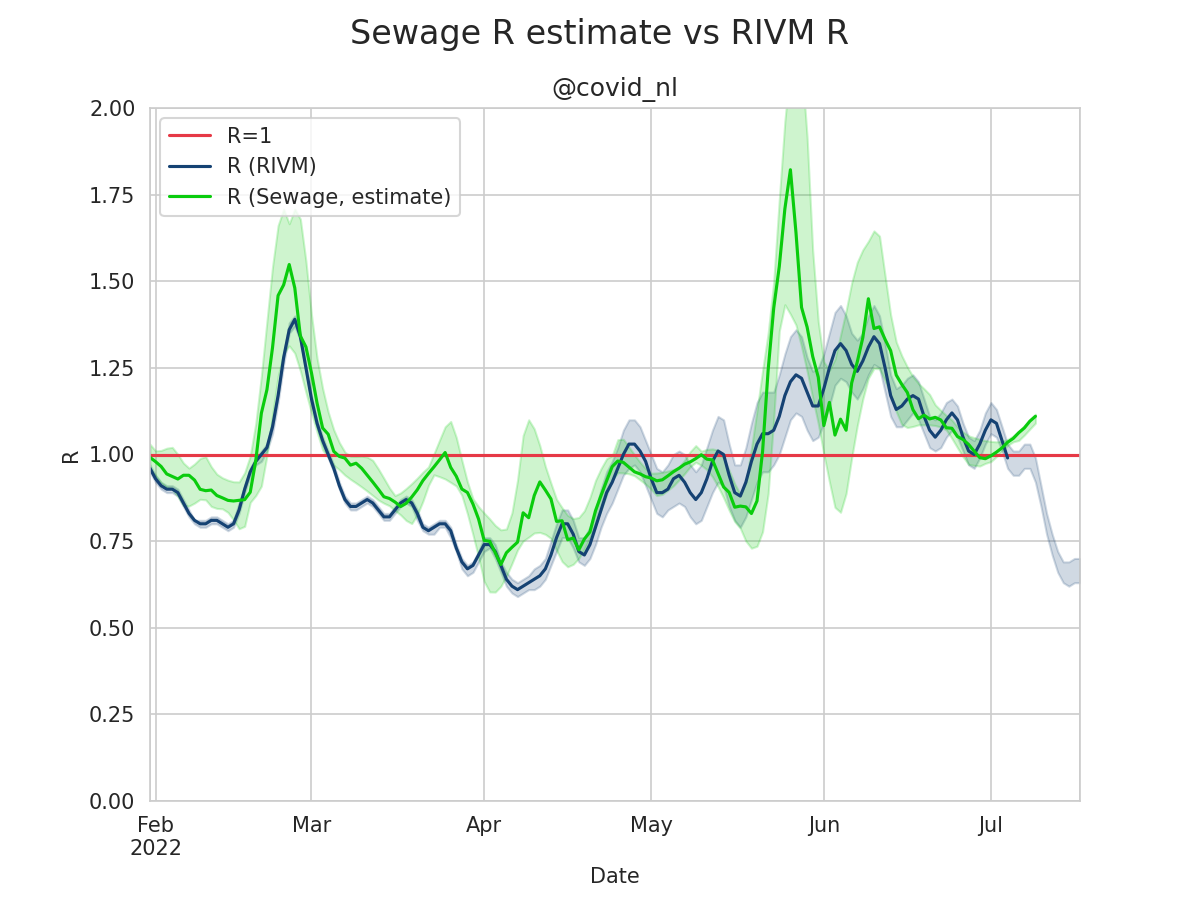 Sewage R estimate vs RIVM R
@covid_nl
R=1
R (RIVM)
R (Sewage, estimate)
2.00
1.75
1.50
1.25
1.00
0.75
0.50
0.25
0.00
R
Feb Mar Apr May Jun Jul
2022
Date